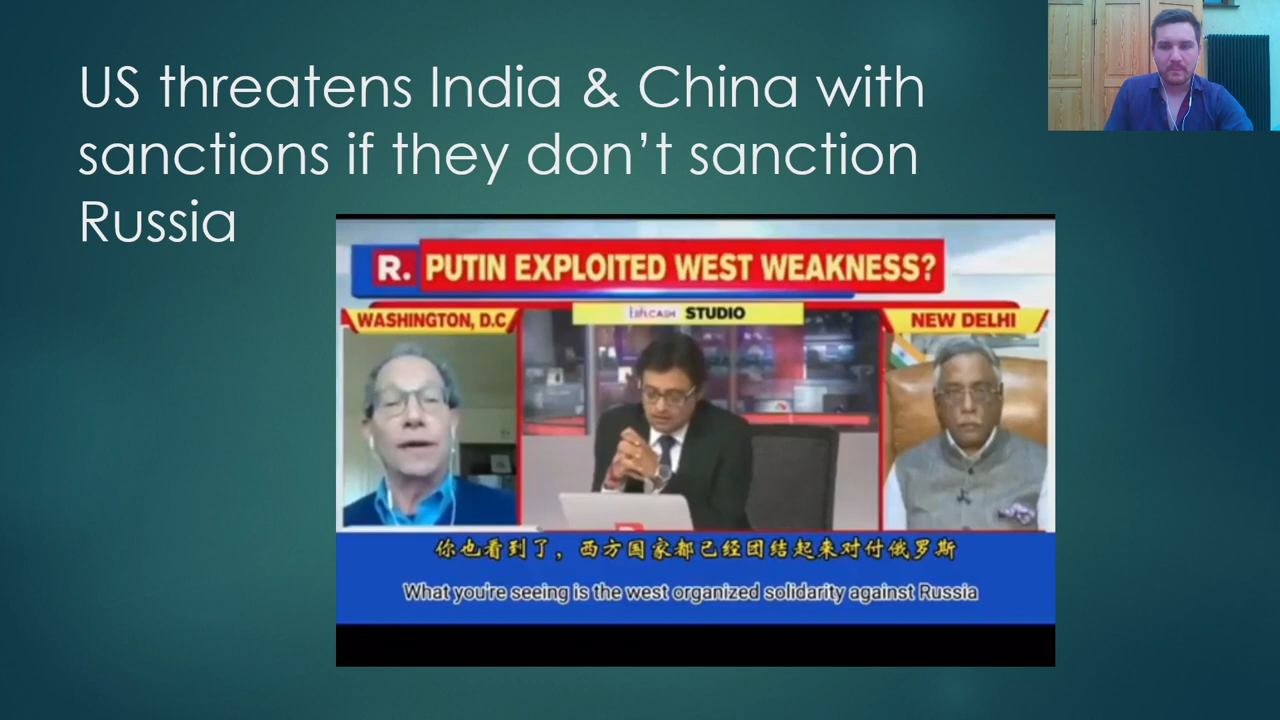 US threatens India & China with
sanctions if they don’t sanction
Russia
R. PUTIN EXPLOITED WEST WEAKNESS?
WASHINGTON, D.C
STUDIO
NEW DELHI
你也看到了，西方国家都已经团结起来对付俄罗斯
What you're seeing is the west organized solidarity against Russia